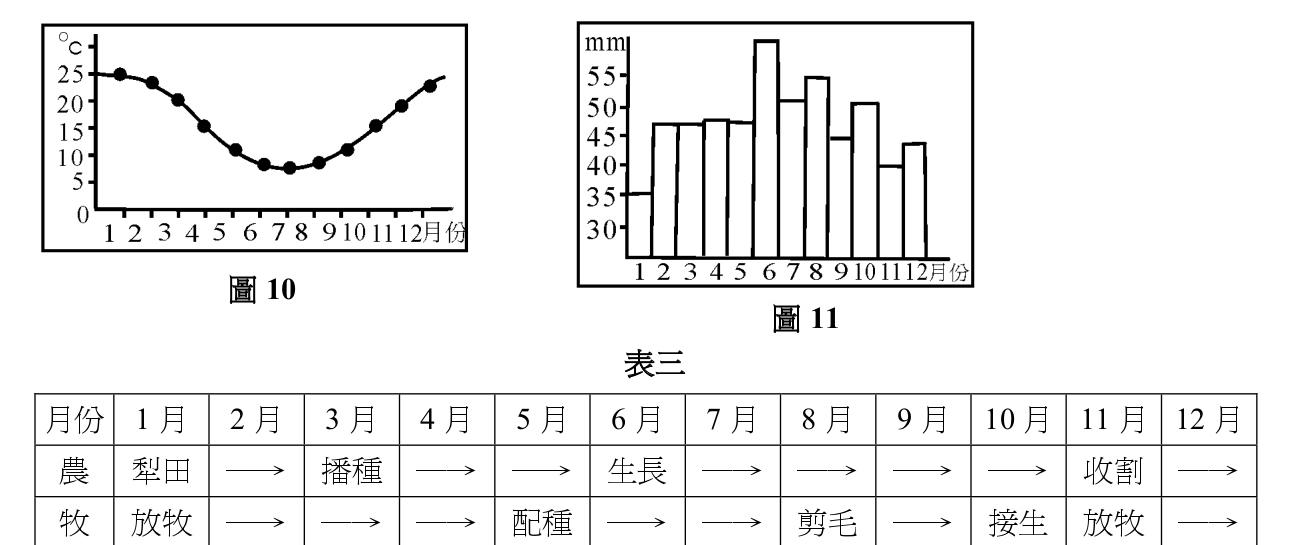 °c
25
20
15
10
5
0
1 2 3 4 5 6 7 8 9 10 11 12 月份
圖 10
mm
55
50
45
40
35
30
1 2 3 4 5 6 7 8 9 10 11 12 月份
圖 11
表三
月份 1 月 2 月 3 月 4 月 5 月 6 月 7 月 8 月 9 月 10 月 11 月 12 月
農 犁田 → 播種 → → 生長 → → → → 收割 →
牧 放牧 → → → 配種 → → 剪毛 → 接生 放牧 →